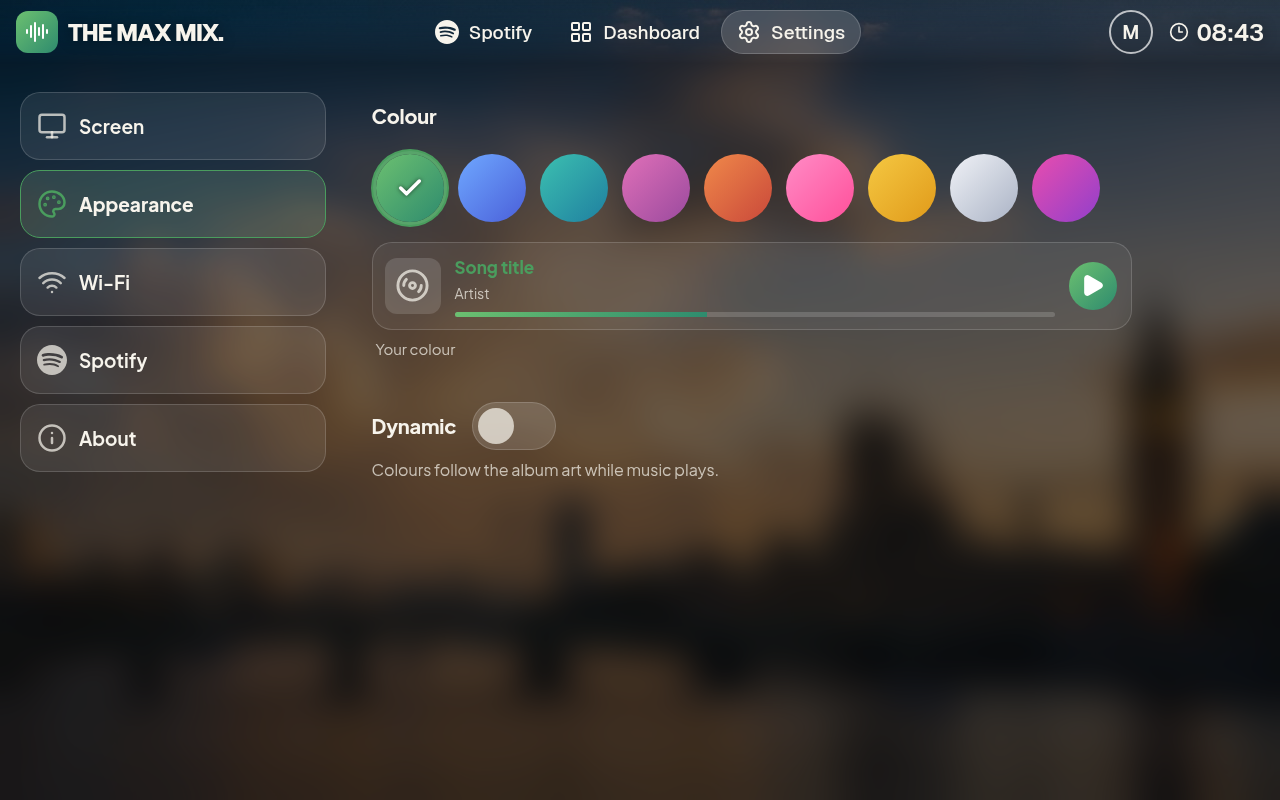 THE MAX MIX.
Spotify
Dashboard
Settings
M
08:43
Screen
Appearance
Wi-Fi
Spotify
About
Colour
Song title
Artist
Your colour
Dynamic
Colours follow the album art while music plays.